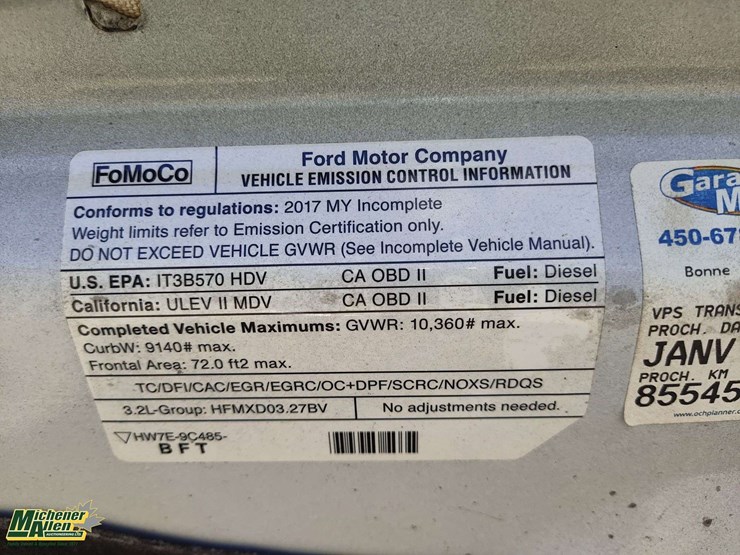 FoMoCo
Ford Motor Company
VEHICLE EMISSION CONTROL INFORMATION
Conforms to regulations: 2017 MY Incomplete
Weight limits refer to Emission Certification only.
DO NOT EXCEED VEHICLE GVWR (See Incomplete Vehicle Manual).
U.S. EPA: IT3B570 HDV CA OBD II Fuel: Diesel
California: ULEV II MDV CA OBD II Fuel: Diesel
Completed Vehicle Maximums: GVWR: 10,360# max.
CurbW: 9140# max.
Frontal Area: 72.0 ft2 max.
TC/DFI/CAC/EGR/EGRC/OC+DPF/SCRC/NOXS/RDQS
3.2L-Group: HFMXD03.27BV No adjustments needed.
HW7E-9C485-
BFT
Gara
M
450-67
Bonne
VPS TRANS
PROCH. DA
JANV
PROCH. KM
85545
www.ochplanner.c
Michener
Allen
AUCTIONEERING LTD.